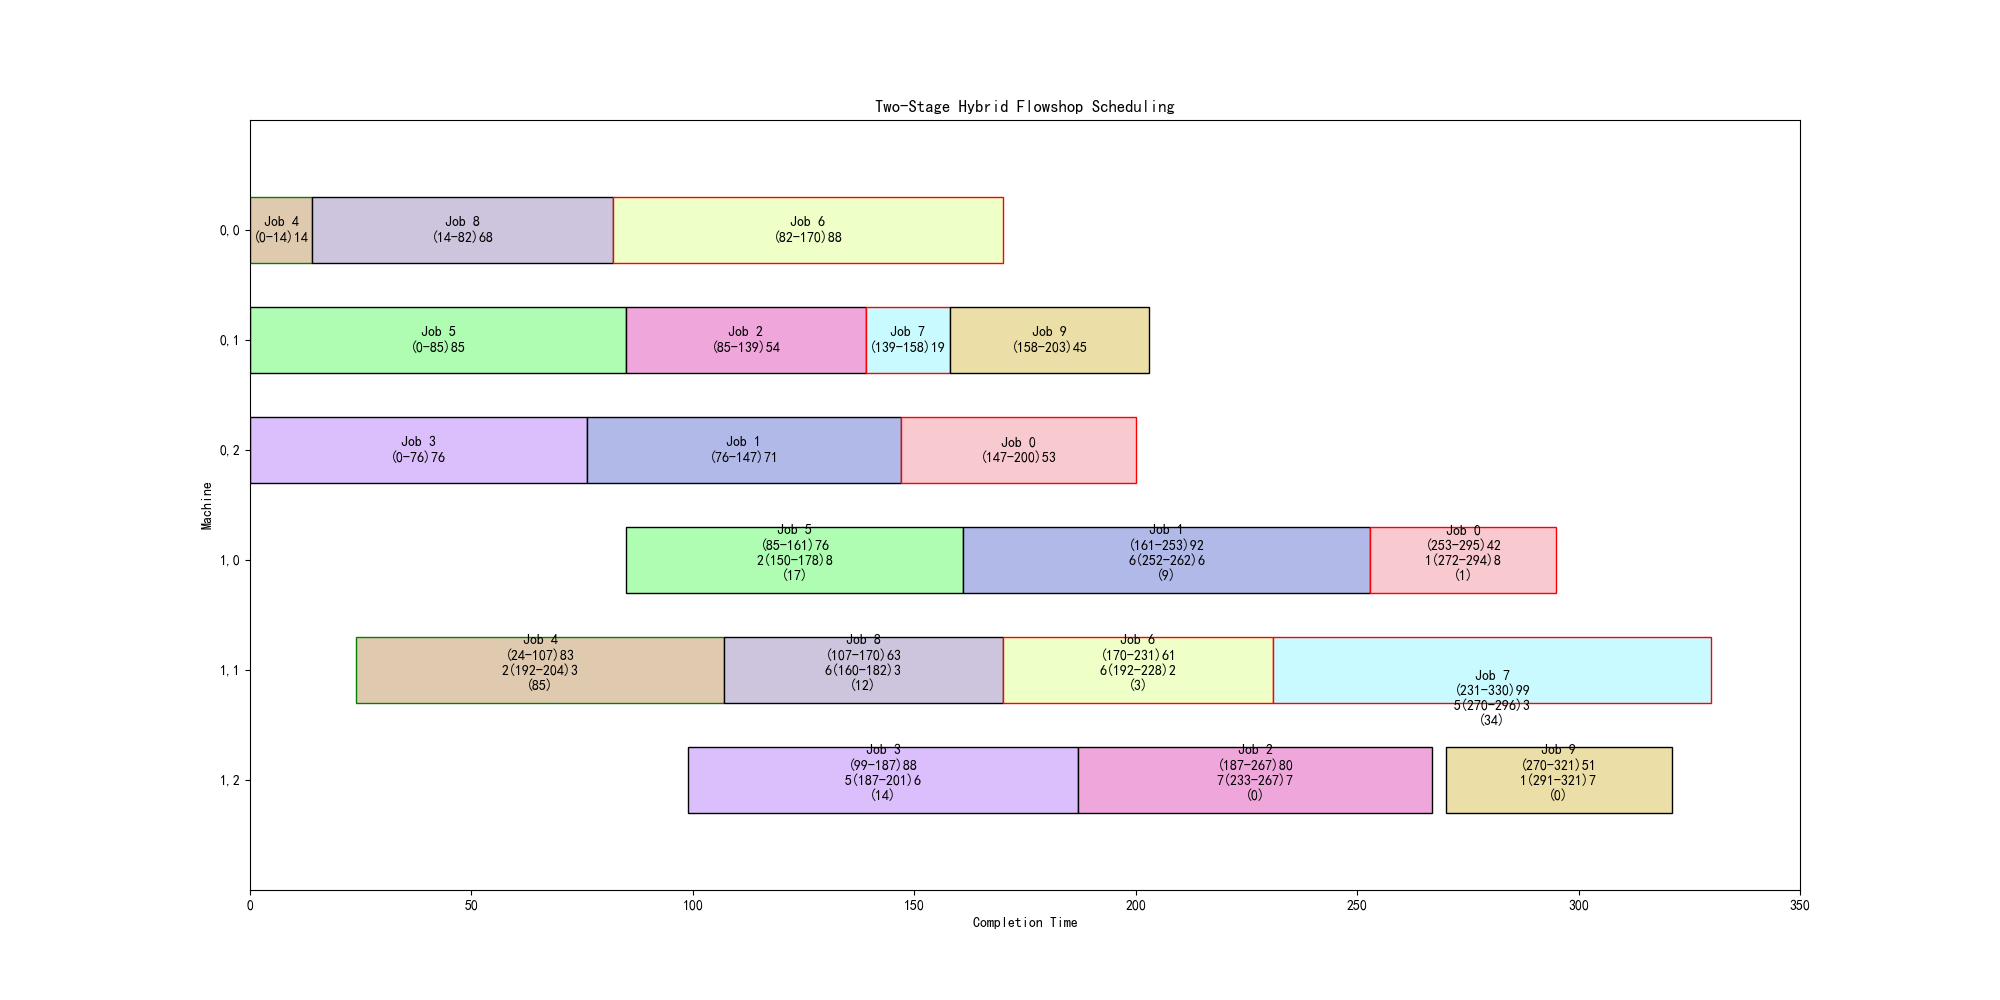 Two-Stage Hybrid Flowshop Scheduling
0,0
Job 4
(0-14)14
Job 8
(14-82)68
Job 6
(82-170)88
0,1
Job 5
(0-85)85
Job 2
(85-139)54
Job 7
(139-158)19
Job 9
(158-203)45
0,2
Job 3
(0-76)76
Job 1
(76-147)71
Job 0
(147-200)53
1,0
Job 5
(85-161)76
2(150-178)8
(17)
Job 1
(161-253)92
6(252-262)6
(9)
Job 0
(253-295)42
1(272-294)8
(1)
1,1
Job 4
(24-107)83
2(192-204)3
(85)
Job 8
(107-170)63
6(160-182)3
(12)
Job 6
(170-231)61
6(192-228)2
(3)
Job 7
(231-330)99
5(270-296)3
(34)
1,2
Job 3
(99-187)88
5(187-201)6
(14)
Job 2
(187-267)80
7(233-267)7
(0)
Job 9
(270-321)51
1(291-321)7
(0)
Machine
0 50 100 150 200 250 300 350
Completion Time